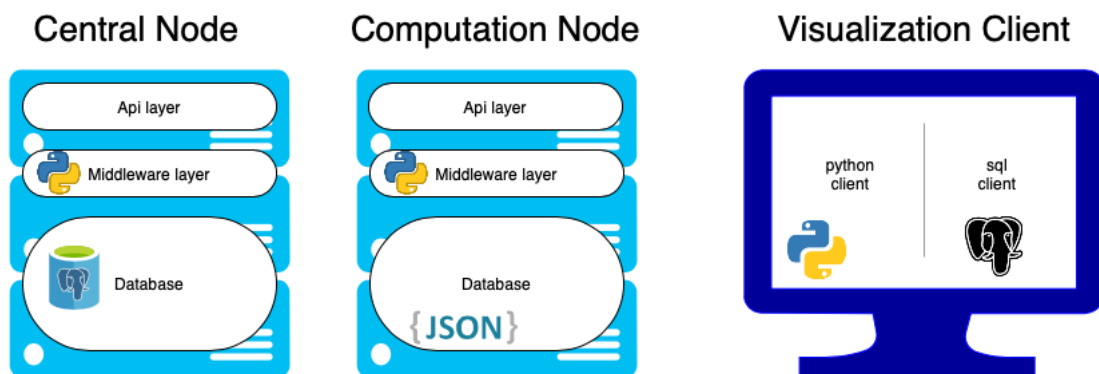 Central Node
Computation Node
Visualization Client
Api layer
Middleware layer
Database
Api layer
Middleware layer
Database
{JSON}
python
client
sql
client